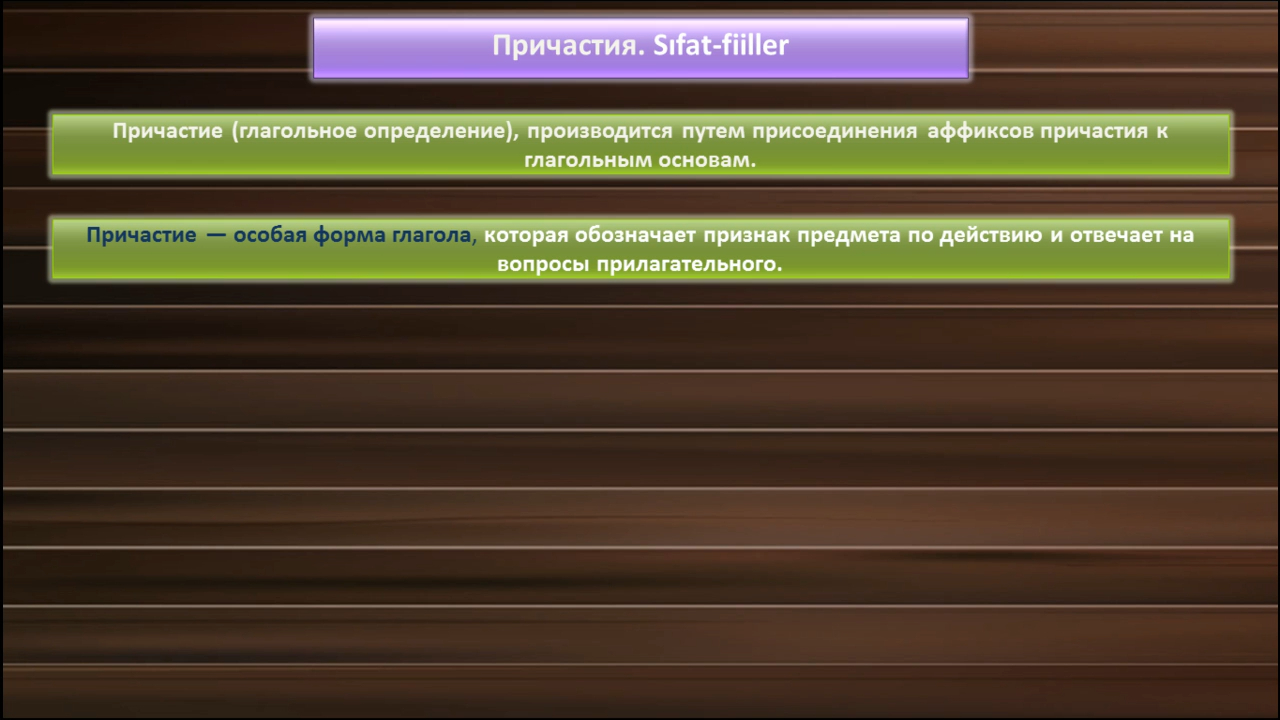 Причастия. Sıfat-fiiller
Причастие (глагольное определение), производится путем присоединения аффиксов причастия к
глагольным основам.
Причастие — особая форма глагола, которая обозначает признак предмета по действию и отвечает на
вопросы прилагательного.